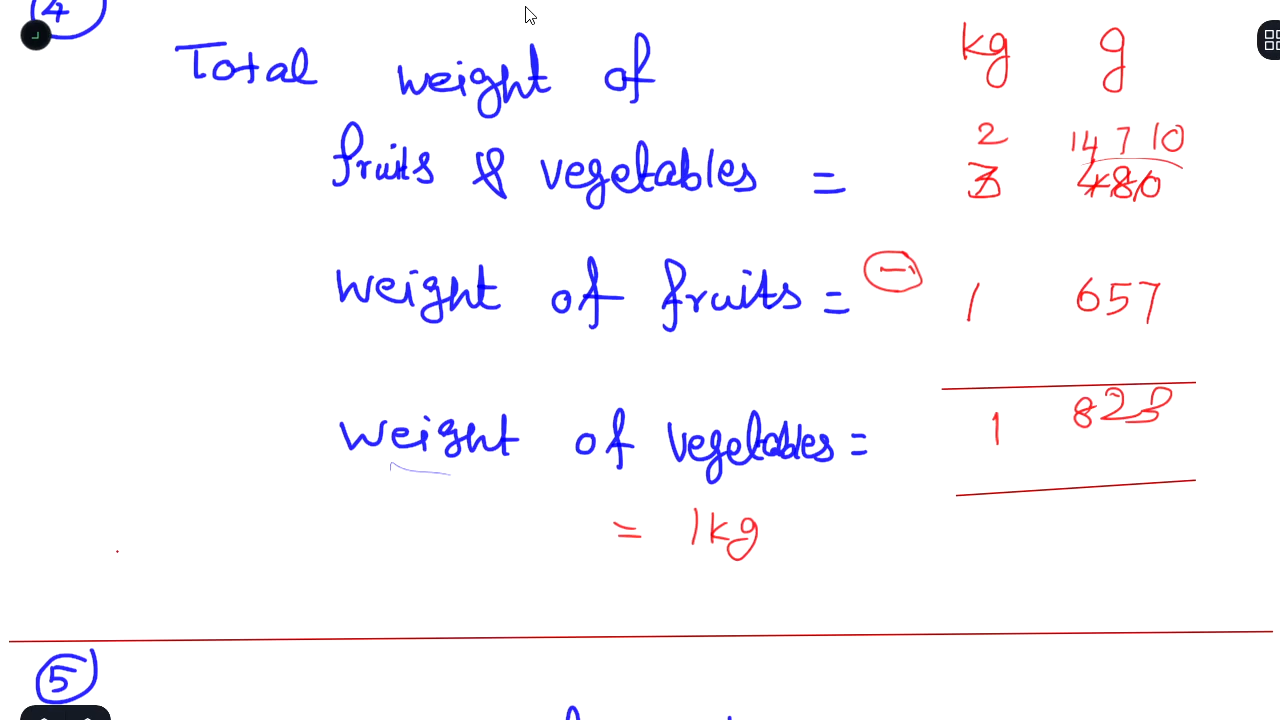 4
Total weight of kg g
2 14 7 10
fruits & vegetables = 3 480
weight of fruits = - 1 657
weight of vegetables = 1 823
= 1kg
5